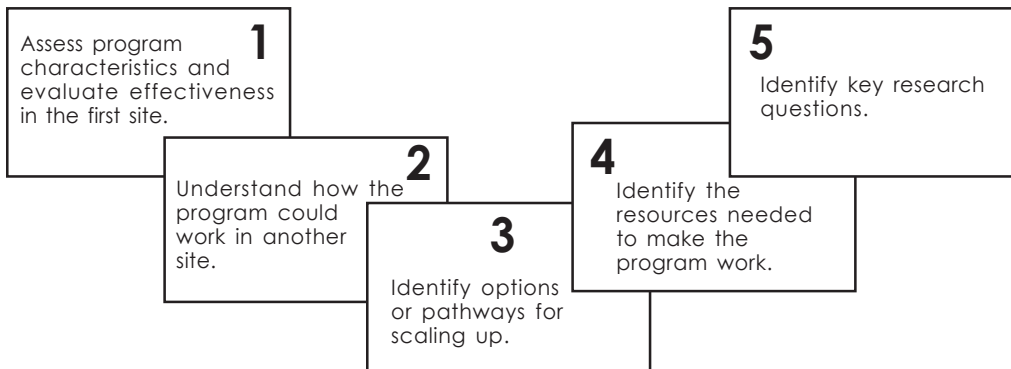 1
Assess program
characteristics and
evaluate effectiveness
in the first site.
2
Understand how the
program could
work in another
site.
3
Identify options
or pathways for
scaling up.
4
Identify the
resources needed
to make the
program work.
5
Identify key research
questions.